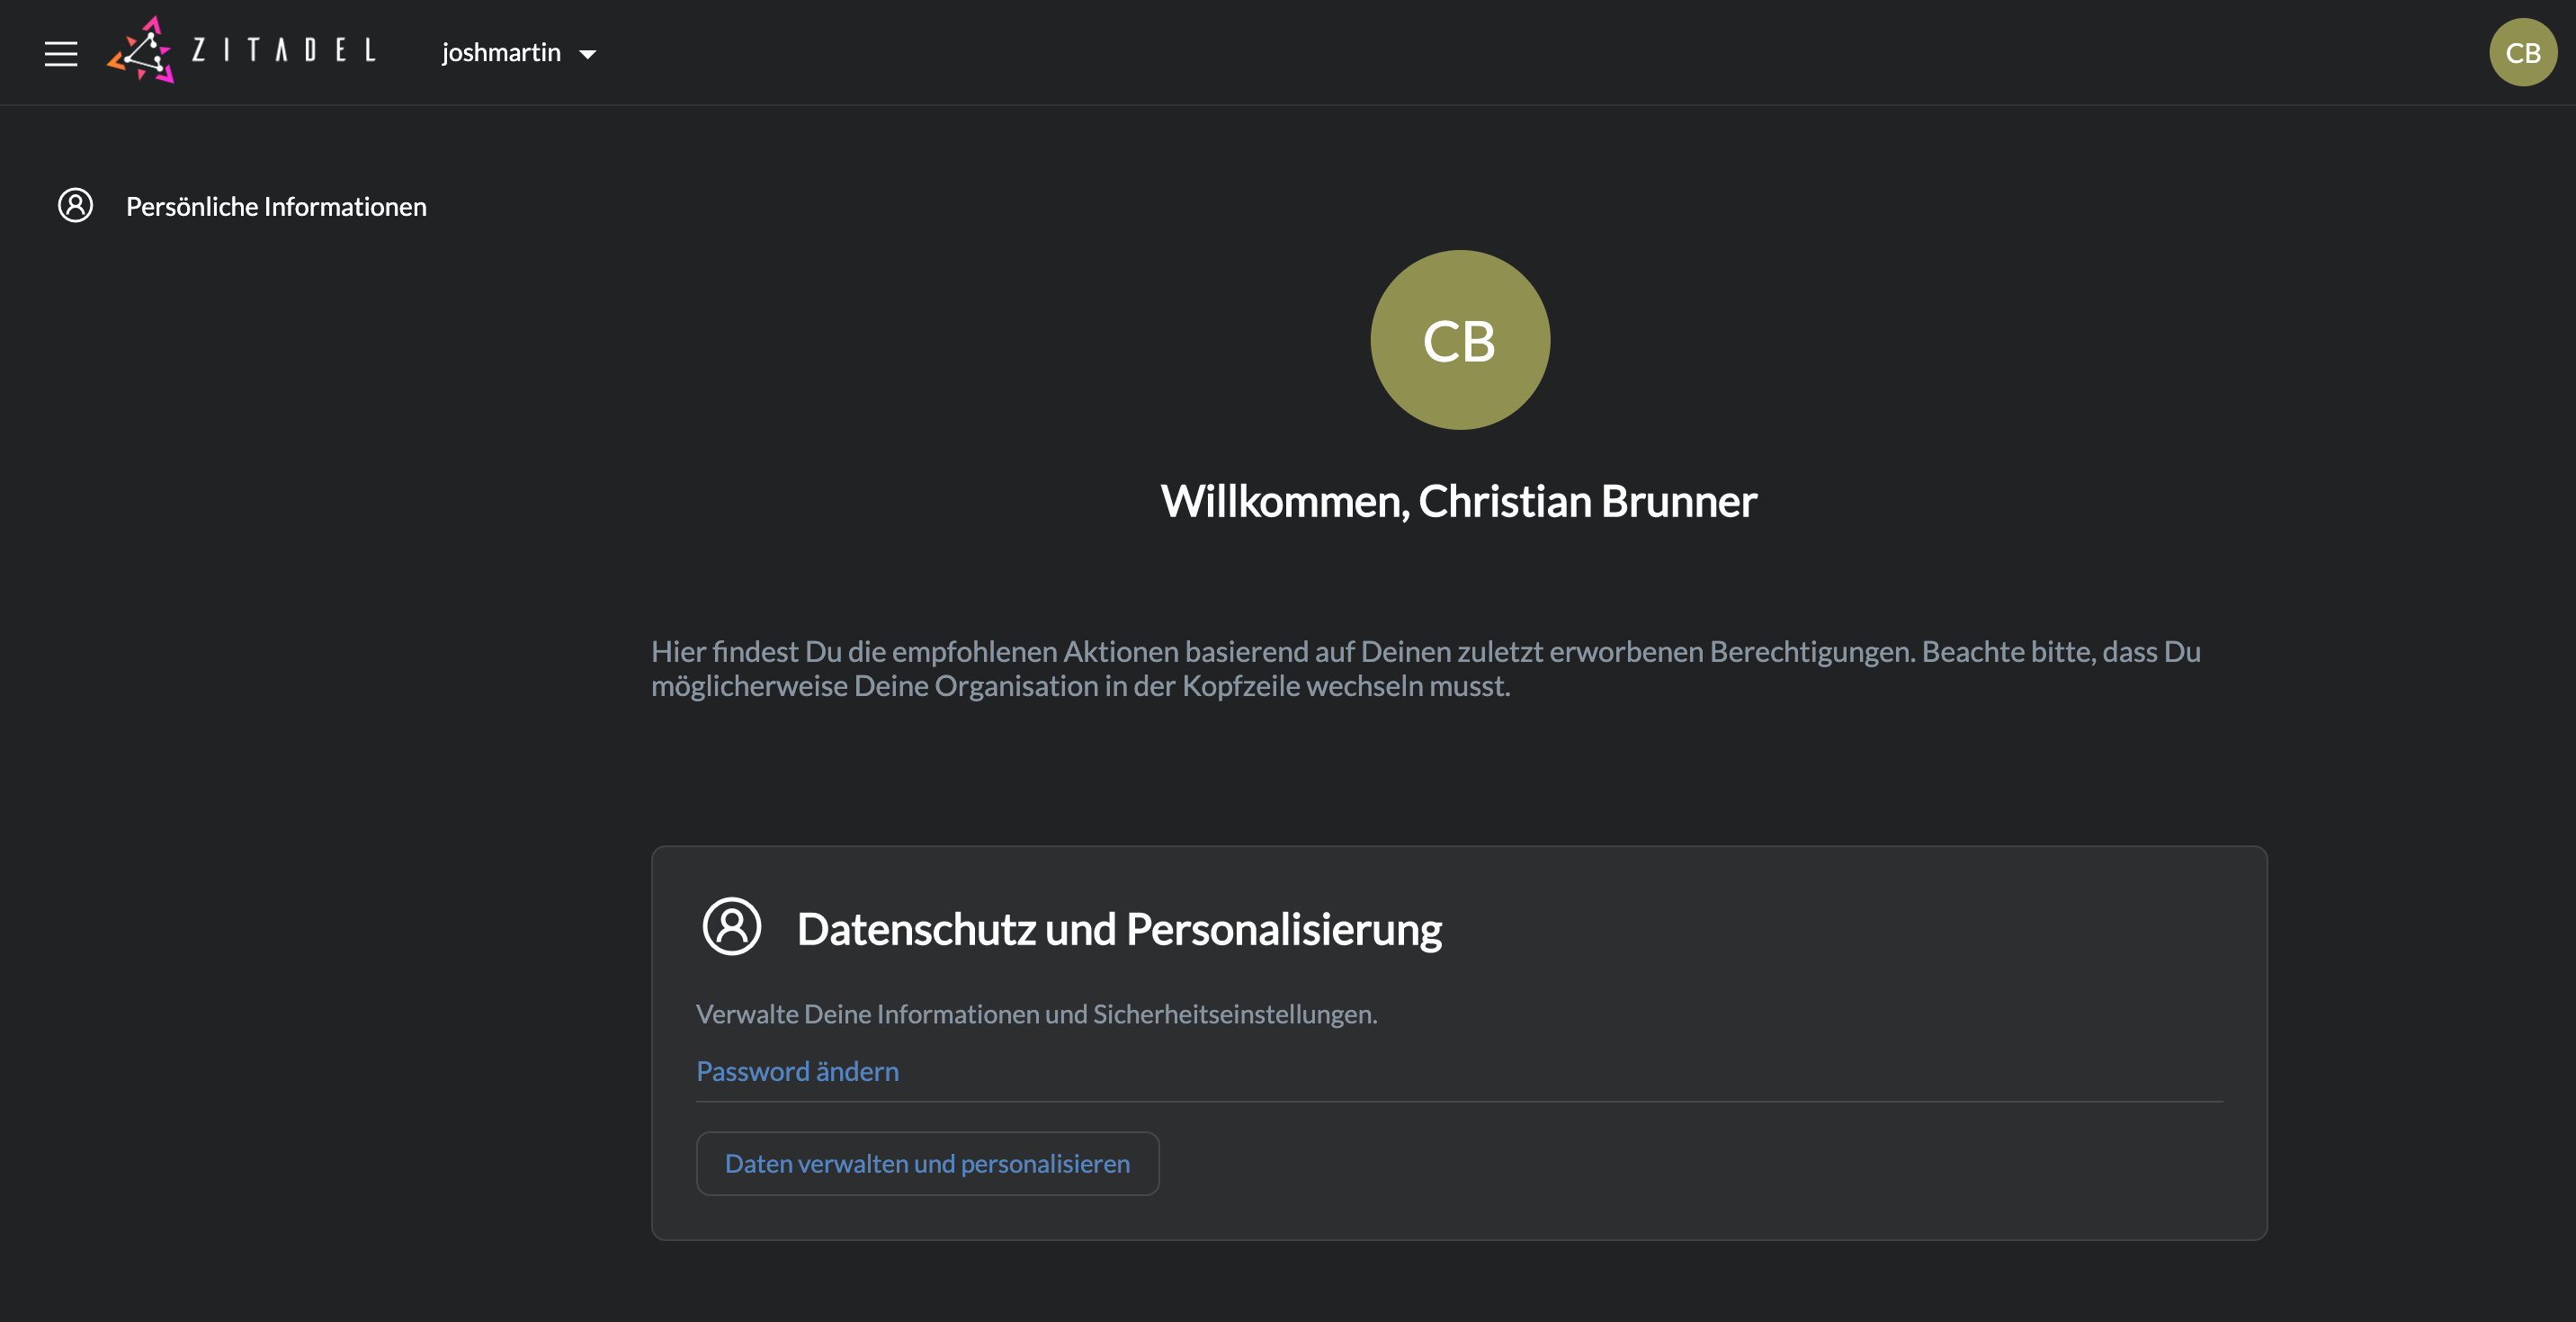 ZITADEL
joshmartin
CB
Persönliche Informationen
CB
Willkommen, Christian Brunner
Hier findest Du die empfohlenen Aktionen basierend auf Deinen zuletzt erworbenen Berechtigungen. Beachte bitte, dass Du
möglicherweise Deine Organisation in der Kopfzeile wechseln musst.
Datenschutz und Personalisierung
Verwalte Deine Informationen und Sicherheitseinstellungen.
Password ändern
Daten verwalten und personalisieren